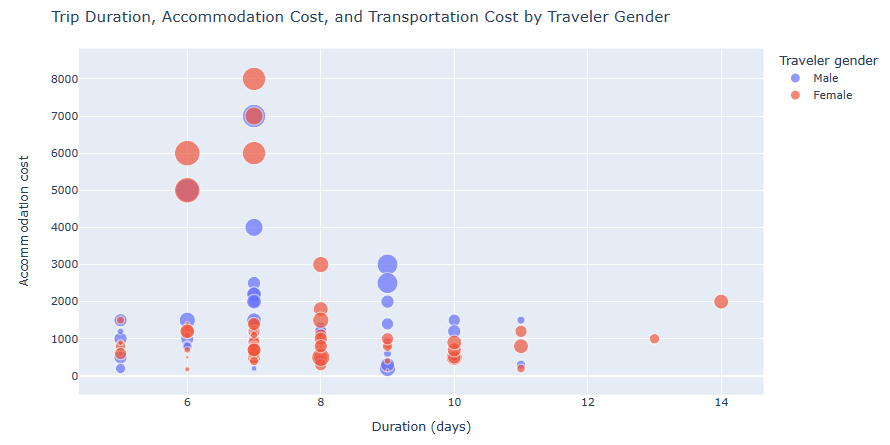 Trip Duration, Accommodation Cost, and Transportation Cost by Traveler Gender
Traveler gender
Male
Female
8000
7000
6000
5000
4000
3000
2000
1000
0
Accommodation cost
6 8 10 12 14
Duration (days)